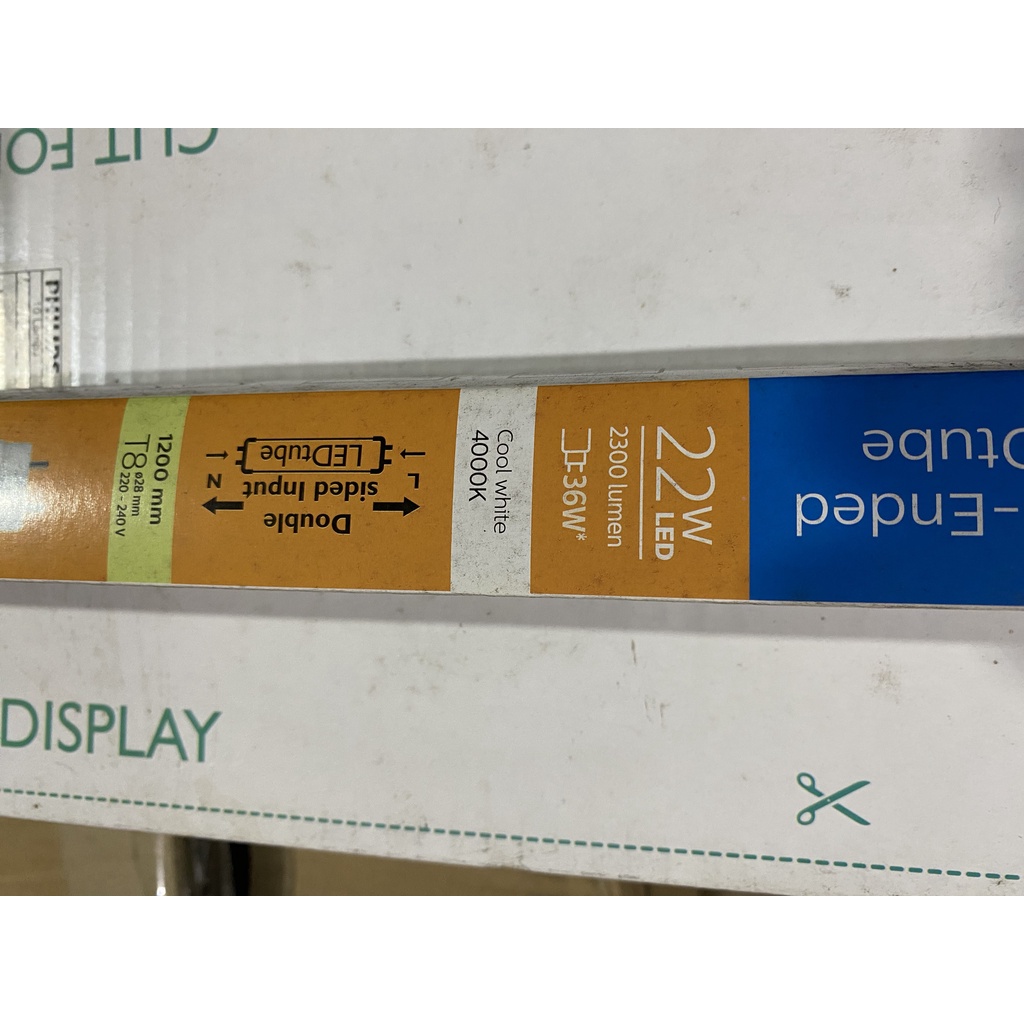 CUT FO
-Ended
Dtube
22W
LED
2300 lumen
36W*
Cool white
4000K
Double
sided Input
L
N
LEDtube
1200 mm
T8 ø28 mm
220 - 240 V
DISPLAY